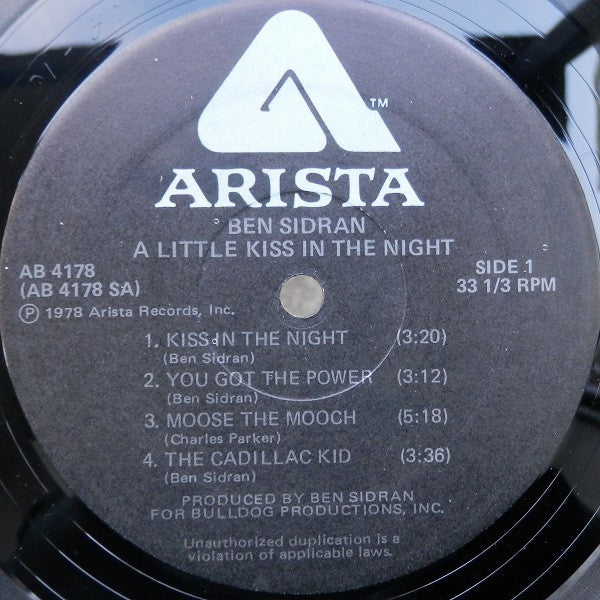 TM
ARISTA
BEN SIDRAN
A LITTLE KISS IN THE NIGHT
AB 4178
(AB 4178 SA)
Ⓟ 1978 Arista Records, Inc.
SIDE 1
33 1/3 RPM
1. KISS IN THE NIGHT (3:20)
(Ben Sidran)
2. YOU GOT THE POWER (3:12)
(Ben Sidran)
3. MOOSE THE MOOCH (5:18)
(Charles Parker)
4. THE CADILLAC KID (3:36)
(Ben Sidran)
PRODUCED BY BEN SIDRAN
FOR BULLDOG PRODUCTIONS, INC.
Unauthorized duplication is a
violation of applicable laws.